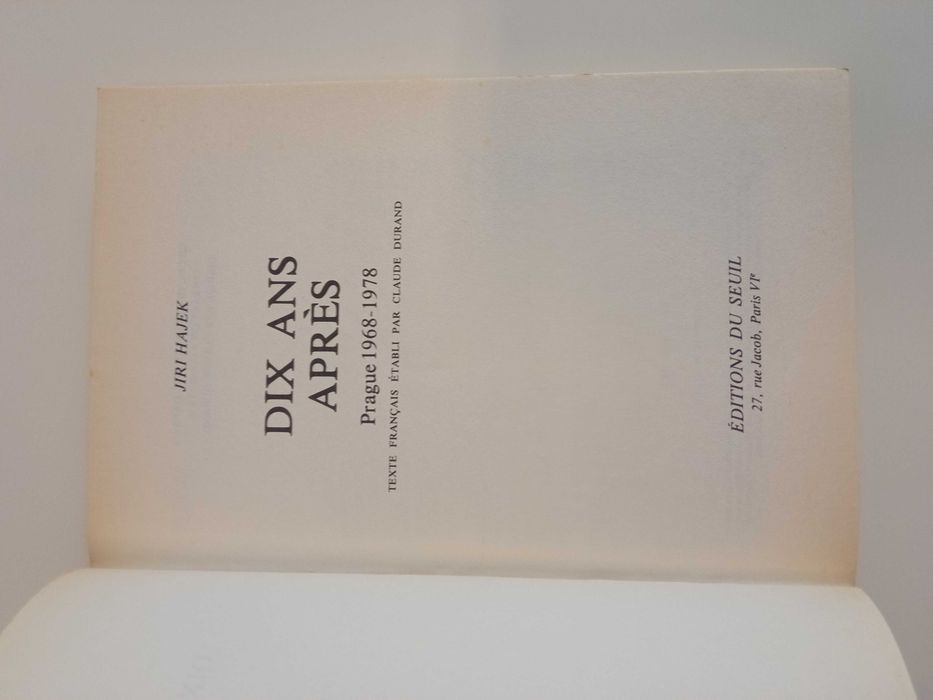 JIRI HAJEK
DIX ANS
APRÈS
Prague 1968-1978
TEXTE FRANÇAIS ÉTABLI PAR CLAUDE DURAND
ÉDITIONS DU SEUIL
27, rue Jacob, Paris VIᵉ